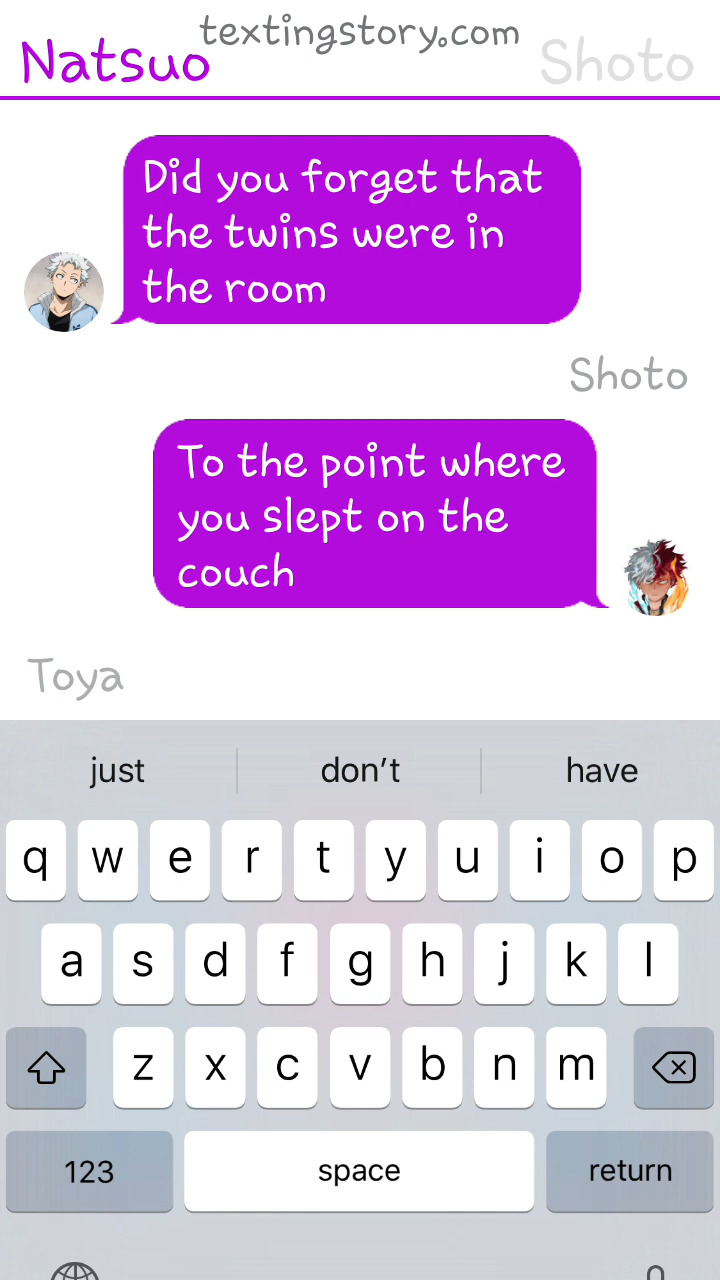 textingstory.com
Natsuo
Shoto
Did you forget that
the twins were in
the room
Shoto
To the point where
you slept on the
couch
Toya
just don't have
q w e r t y u i o p
a s d f g h j k l
z x c v b n m
123 space return